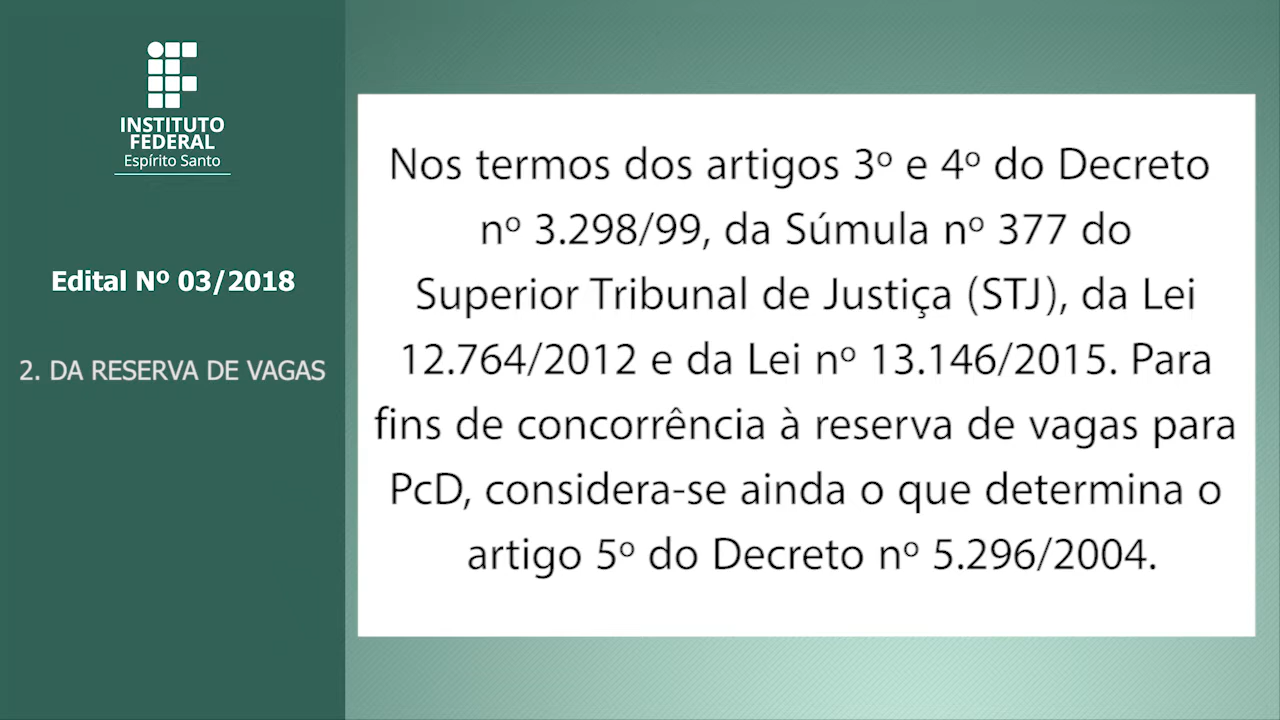 INSTITUTO
FEDERAL
Espírito Santo
Edital Nº 03/2018
2. DA RESERVA DE VAGAS
Nos termos dos artigos 3º e 4º do Decreto
nº 3.298/99, da Súmula nº 377 do
Superior Tribunal de Justiça (STJ), da Lei
12.764/2012 e da Lei nº 13.146/2015. Para
fins de concorrência à reserva de vagas para
PcD, considera-se ainda o que determina o
artigo 5º do Decreto nº 5.296/2004.